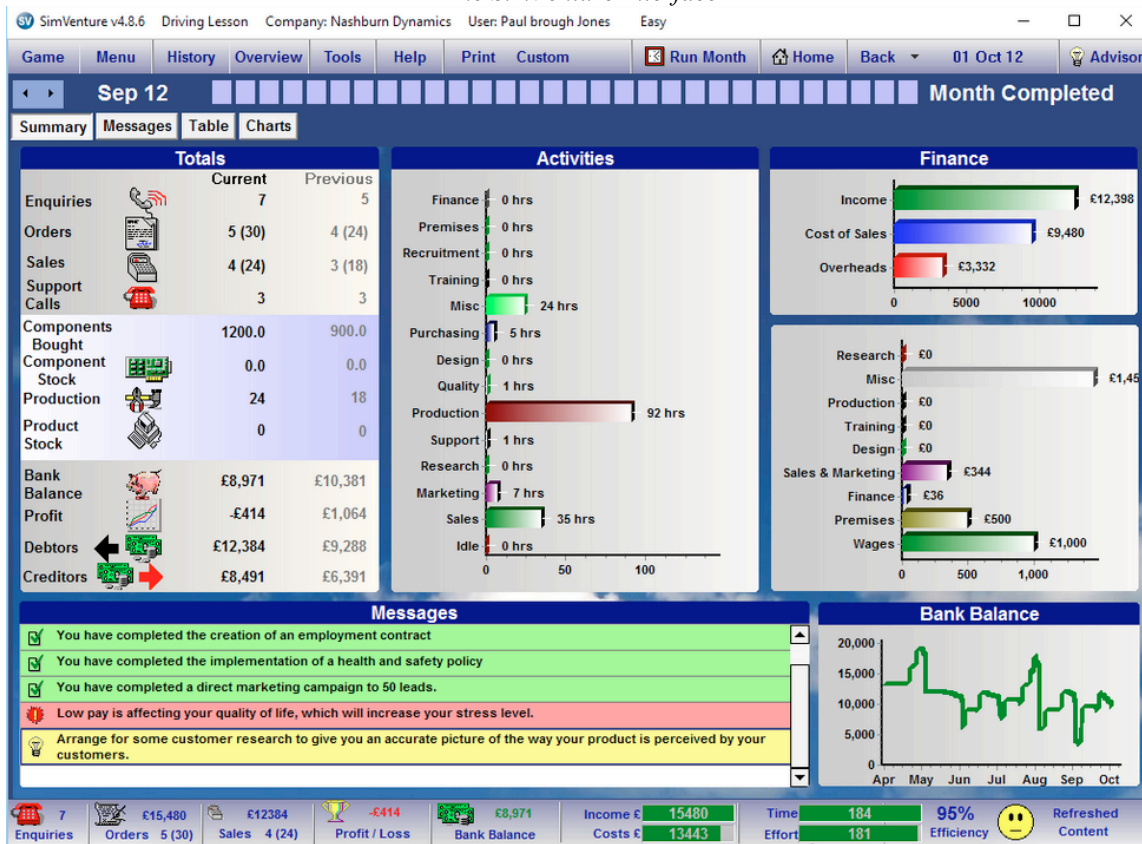 SimVenture v4.8.6 Driving Lesson Company: Nashburn Dynamics User: Paul brough Jones Easy
Game Menu History Overview Tools Help Print Custom Run Month Home Back 01 Oct 12 Advisor
Sep 12 Month Completed
Summary Messages Table Charts
Totals
Current Previous
Enquiries 7 5
Orders 5 (30) 4 (24)
Sales 4 (24) 3 (18)
Support Calls 3 3
Components Bought 1200.0 900.0
Component Stock 0.0 0.0
Production 24 18
Product Stock 0 0
Bank Balance £8,971 £10,381
Profit -£414 £1,064
Debtors £12,384 £9,288
Creditors £8,491 £6,391
Activities
Finance 0 hrs
Premises 0 hrs
Recruitment 0 hrs
Training 0 hrs
Misc 24 hrs
Purchasing 5 hrs
Design 0 hrs
Quality 1 hrs
Production 92 hrs
Support 1 hrs
Research 0 hrs
Marketing 7 hrs
Sales 35 hrs
Idle 0 hrs
0 50 100
Finance
Income £12,398
Cost of Sales £9,480
Overheads £3,332
0 5000 10000
Research £0
Misc £1,45
Production £0
Training £0
Design £0
Sales & Marketing £344
Finance £36
Premises £500
Wages £1,000
0 500 1,000
Messages
You have completed the creation of an employment contract
You have completed the implementation of a health and safety policy
You have completed a direct marketing campaign to 50 leads.
Low pay is affecting your quality of life, which will increase your stress level.
Arrange for some customer research to give you an accurate picture of the way your product is perceived by your
customers.
Bank Balance
20,000
15,000
10,000
5,000
0
Apr May Jun Jul Aug Sep Oct
7 £15,480 £12384 -£414 £8,971 Income £ 15480 Time 184 95% Refreshed
Enquiries Orders 5 (30) Sales 4 (24) Profit / Loss Bank Balance Costs £ 13443 Effort 181 Efficiency Content